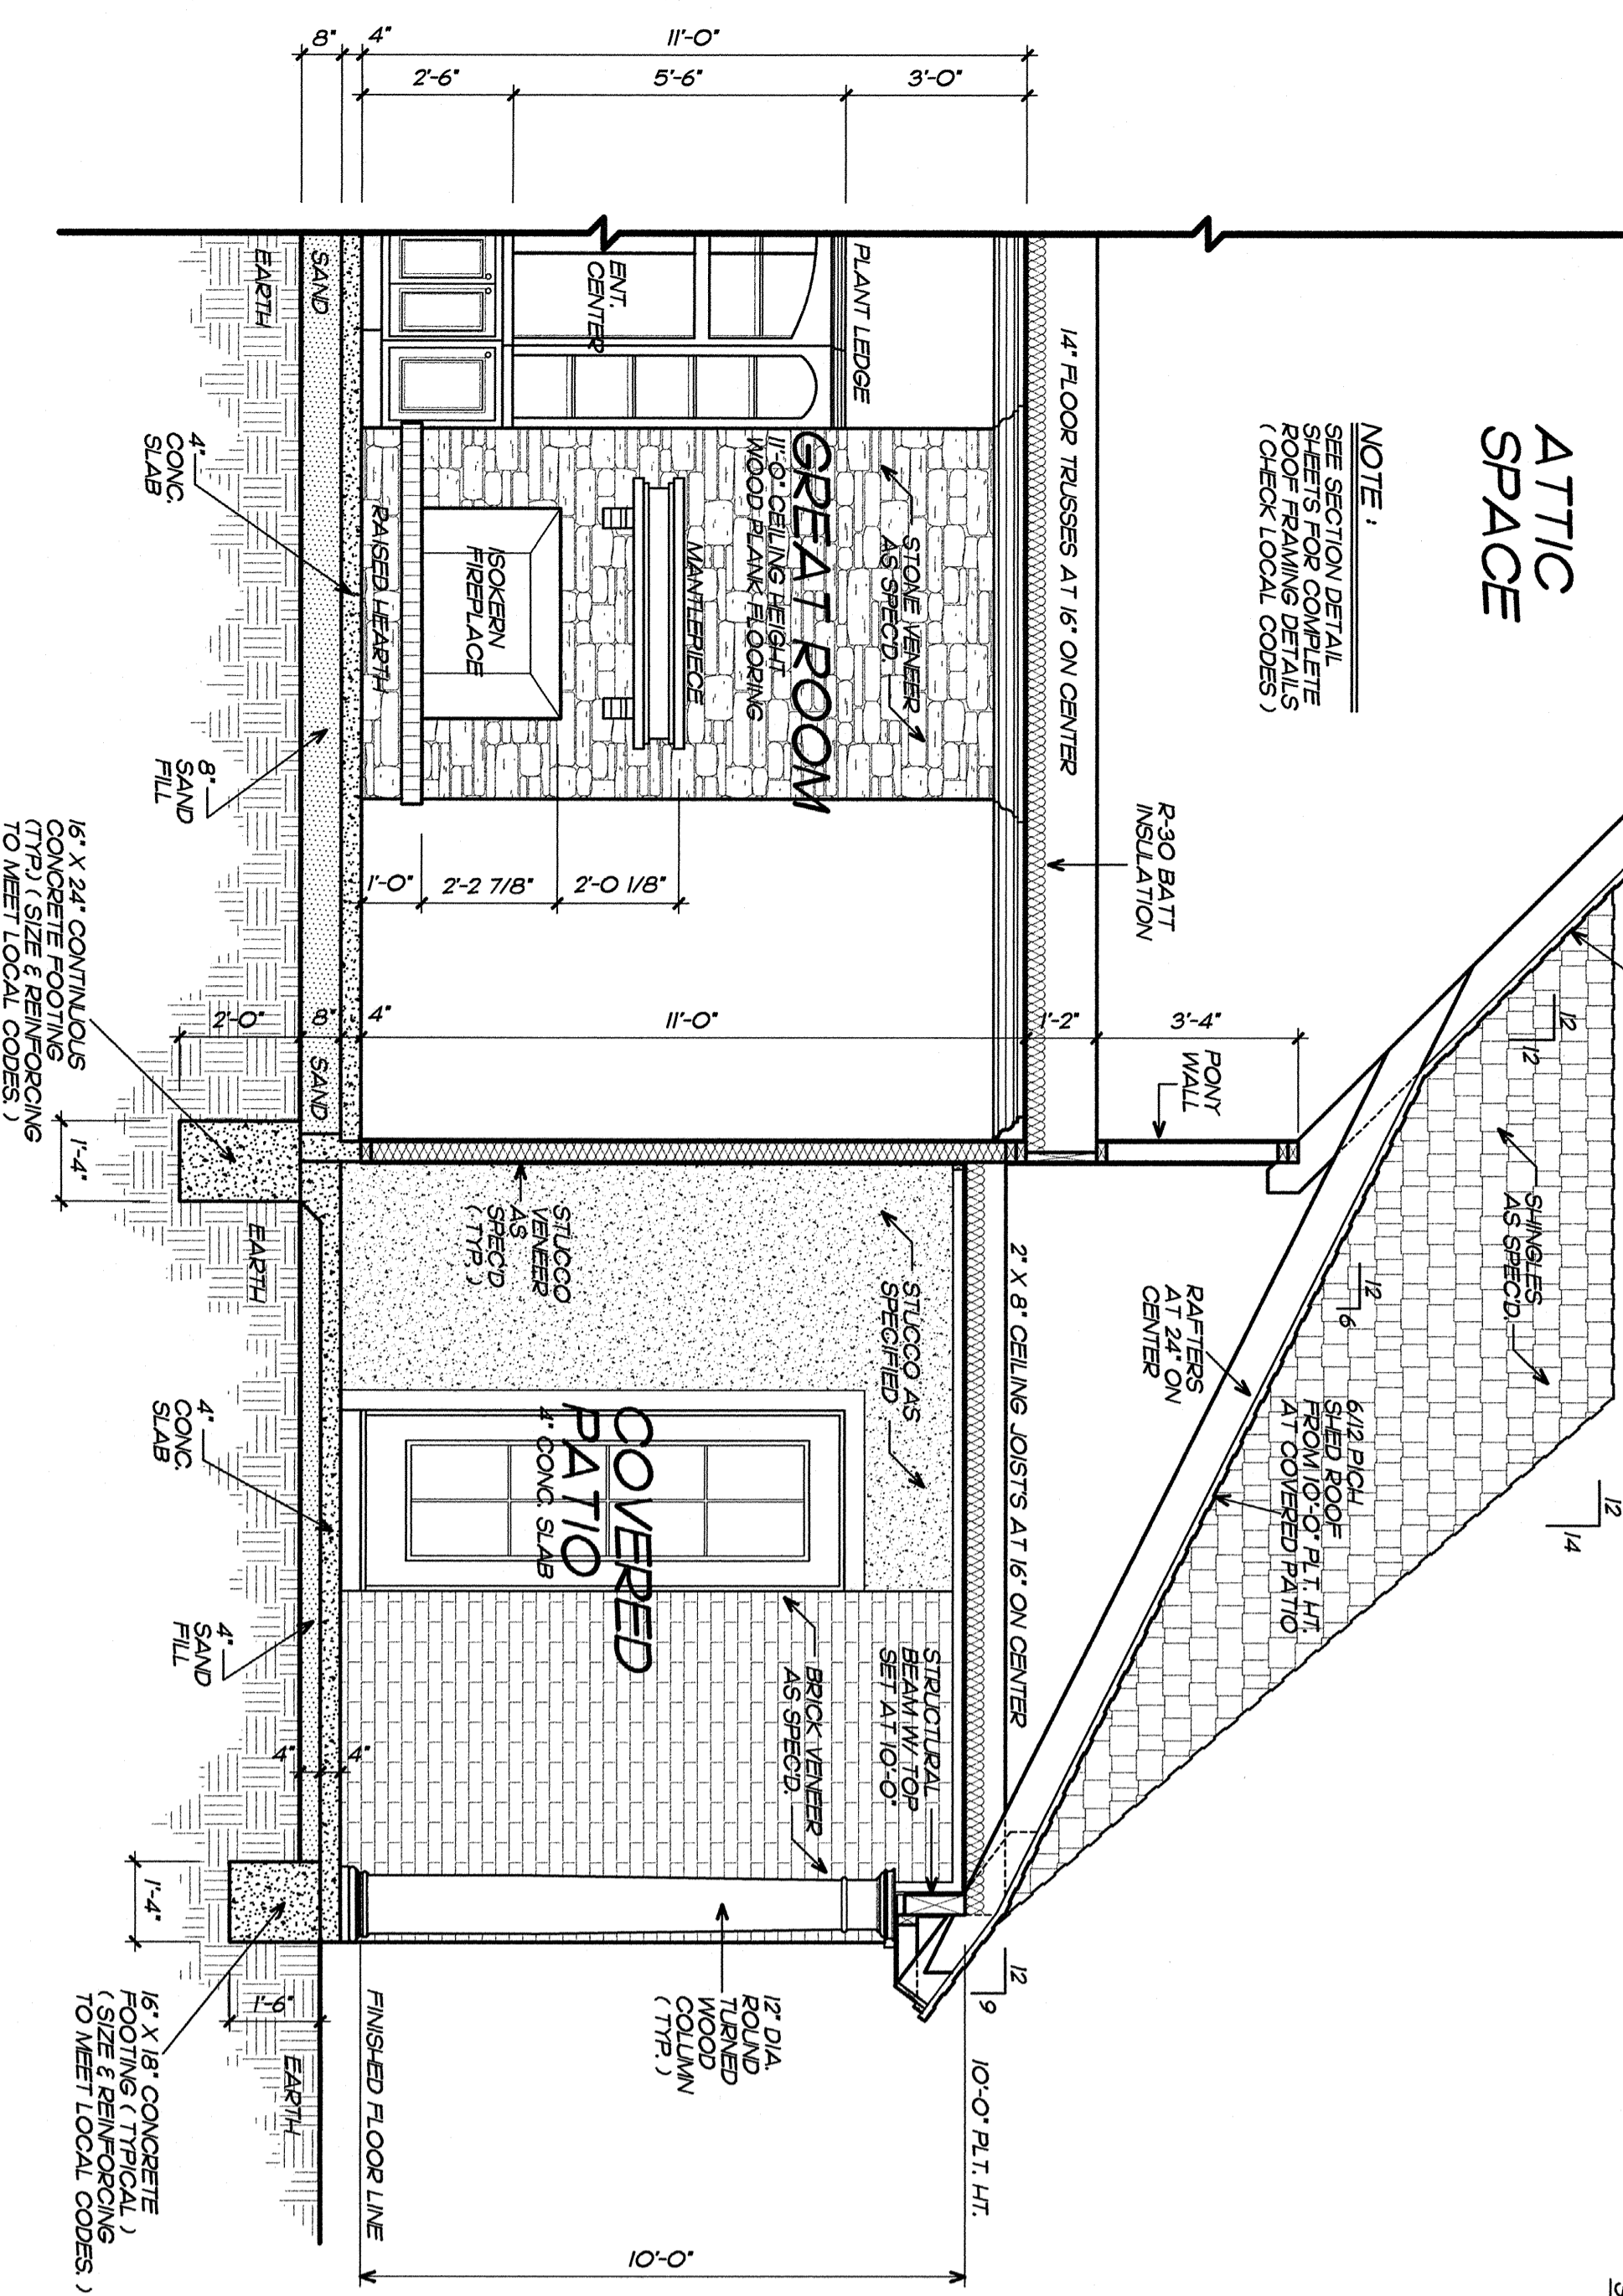 ATTIC
SPACE
NOTE :
SEE SECTION DETAIL
SHEETS FOR COMPLETE
ROOF FRAMING DETAILS
( CHECK LOCAL CODES )
12
14
12
12
SHINGLES
AS SPEC'D.
12
6
6/12 PICH
SHED ROOF
FROM 10'-0" PLT. HT.
AT COVERED PATIO
RAFTERS
AT 24" ON
CENTER
R-30 BATT
INSULATION
PONY
WALL
3'-4"
1'-2"
14" FLOOR TRUSSES AT 16" ON CENTER
2" X 8" CEILING JOISTS AT 16" ON CENTER
12
9
10'-0" PLT. HT.
11'-0"
3'-0"
5'-6"
2'-6"
4"
8"
PLANT LEDGE
ENT.
CENTER
STONE VENEER
AS SPEC'D.
GREAT ROOM
11'-0" CEILING HEIGHT
WOOD PLANK FLOORING
MANTLEPIECE
ISOKERN
FIREPLACE
RAISED HEARTH
2'-0 1/8"
2'-2 7/8"
1'-0"
11'-0"
4"
8"
2'-0"
STUCCO AS
SPECIFIED
STUCCO
VENEER
AS
SPEC'D
( TYP. )
STRUCTURAL
BEAM W/ TOP
SET AT 10'-0"
BRICK VENEER
AS SPEC'D.
COVERED
PATIO
4" CONC. SLAB
12" DIA.
ROUND
TURNED
WOOD
COLUMN
( TYP. )
10'-0"
FINISHED FLOOR LINE
SAND
EARTH
SAND
EARTH
EARTH
4"
CONC.
SLAB
8"
SAND
FILL
4"
CONC.
SLAB
4"
SAND
FILL
4"
4"
1'-4"
1'-4"
1'-6"
16" X 24" CONTINUOUS
CONCRETE FOOTING
(TYP.) ( SIZE & REINFORCING
TO MEET LOCAL CODES. )
16" X 18" CONCRETE
FOOTING ( TYPICAL )
( SIZE & REINFORCING
TO MEET LOCAL CODES. )